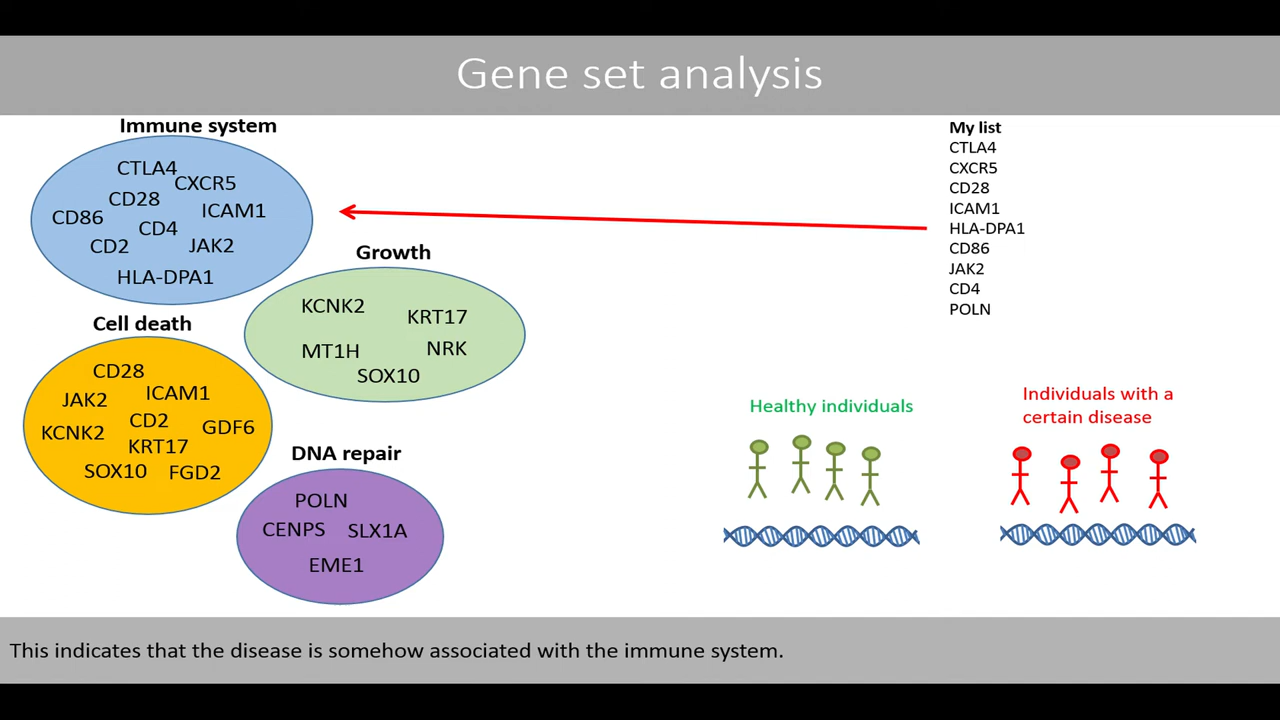 Gene set analysis
Immune system
CTLA4
CXCR5
CD28
CD86
ICAM1
CD4
CD2
JAK2
HLA-DPA1
Growth
KCNK2
KRT17
MT1H
NRK
SOX10
Cell death
CD28
JAK2
ICAM1
KCNK2
CD2
GDF6
KRT17
SOX10
FGD2
DNA repair
POLN
CENPS
SLX1A
EME1
My list
CTLA4
CXCR5
CD28
ICAM1
HLA-DPA1
CD86
JAK2
CD4
POLN
Healthy individuals
Individuals with a
certain disease
This indicates that the disease is somehow associated with the immune system.